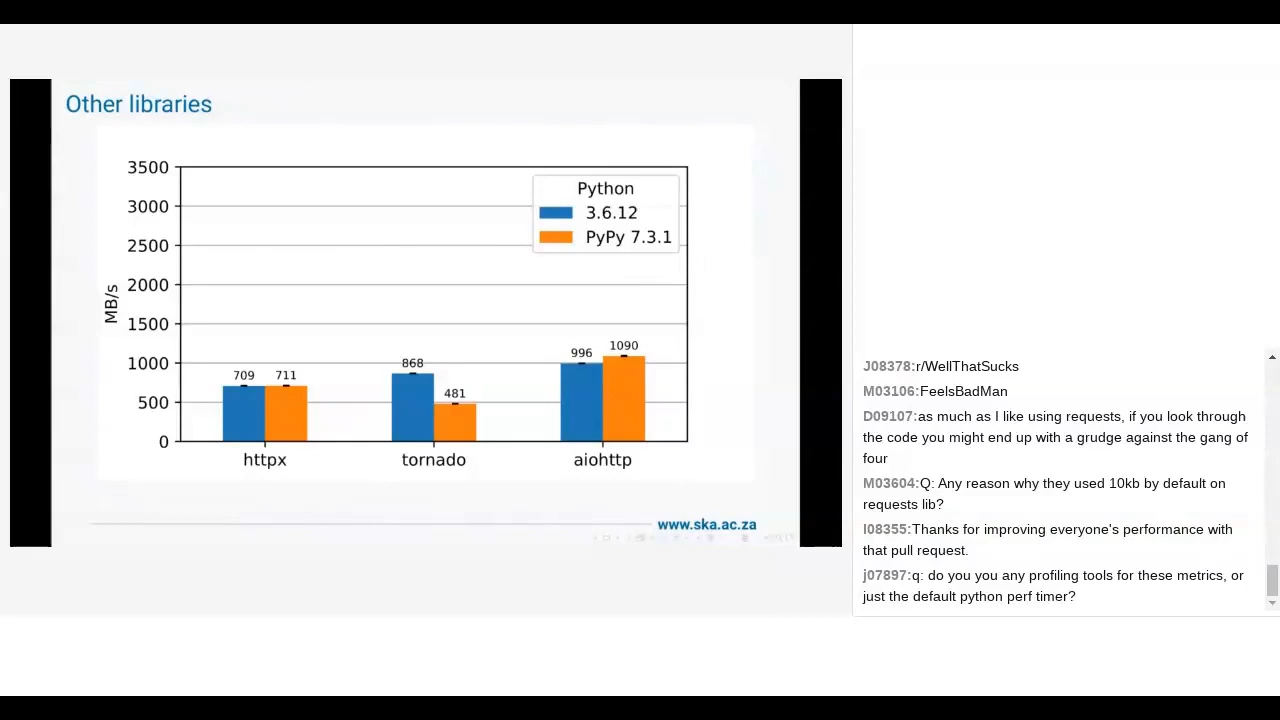 Other libraries
3500
3000
2500
2000
1500
1000
500
0
MB/s
Python
3.6.12
PyPy 7.3.1
709
711
868
481
996
1090
httpx
tornado
aiohttp
www.ska.ac.za
J08378:r/WellThatSucks
M03106:FeelsBadMan
D09107:as much as I like using requests, if you look through
the code you might end up with a grudge against the gang of
four
M03604:Q: Any reason why they used 10kb by default on
requests lib?
I08355:Thanks for improving everyone's performance with
that pull request.
j07897:q: do you you any profiling tools for these metrics, or
just the default python perf timer?